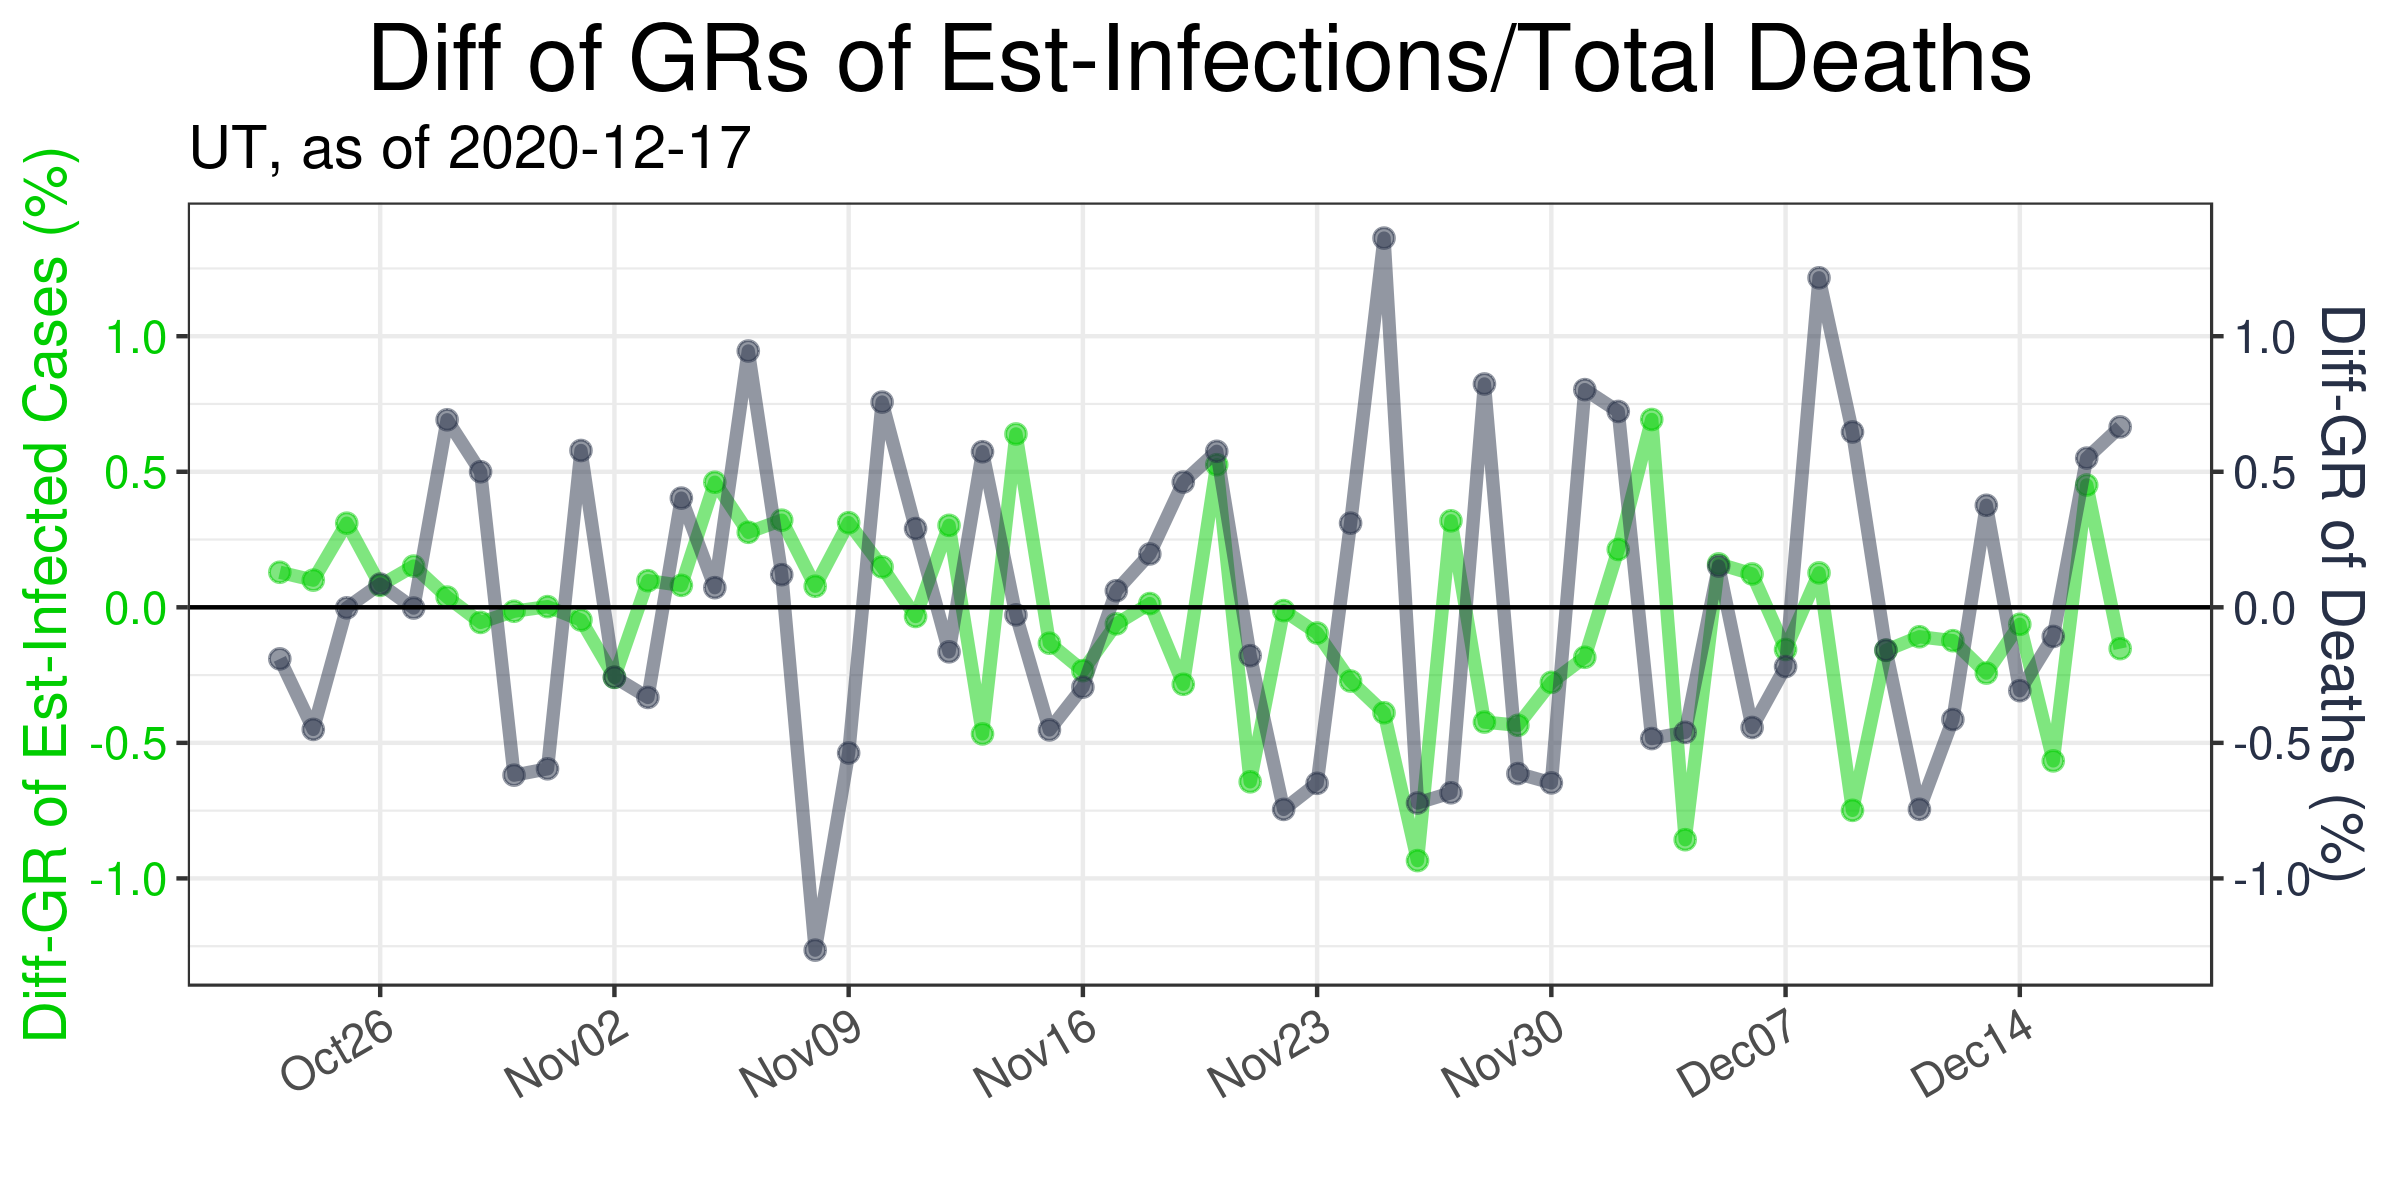 Diff of GRs of Est-Infections/Total Deaths
UT, as of 2020-12-17
Diff-GR of Est-Infected Cases (%)
1.0
0.5
0.0
-0.5
-1.0
1.0
0.5
0.0
-0.5
-1.0
Diff-GR of Deaths (%)
Oct26
Nov02
Nov09
Nov16
Nov23
Nov30
Dec07
Dec14